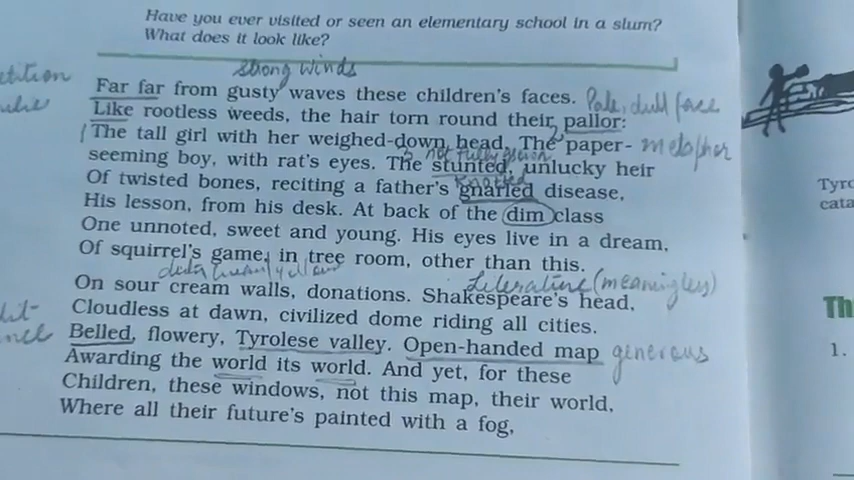 Have you ever visited or seen an elementary school in a slum?
What does it look like?
strong winds
Far far from gusty waves these children's faces. Pale, dull face
Like rootless weeds, the hair torn round their pallor:
The tall girl with her weighed-down head. The paper- metaphor
seeming boy, with rat's eyes. The stunted, unlucky heir
knotted
Of twisted bones, reciting a father's gnarled disease,
His lesson, from his desk. At back of the dim class
One unnoted, sweet and young. His eyes live in a dream,
Of squirrel's game, in tree room, other than this.
Literature (meaningless)
On sour cream walls, donations. Shakespeare's head,
Cloudless at dawn, civilized dome riding all cities.
Belled, flowery, Tyrolese valley. Open-handed map generous
Awarding the world its world. And yet, for these
Children, these windows, not this map, their world,
Where all their future's painted with a fog,
Tyro
cata
Th
1.